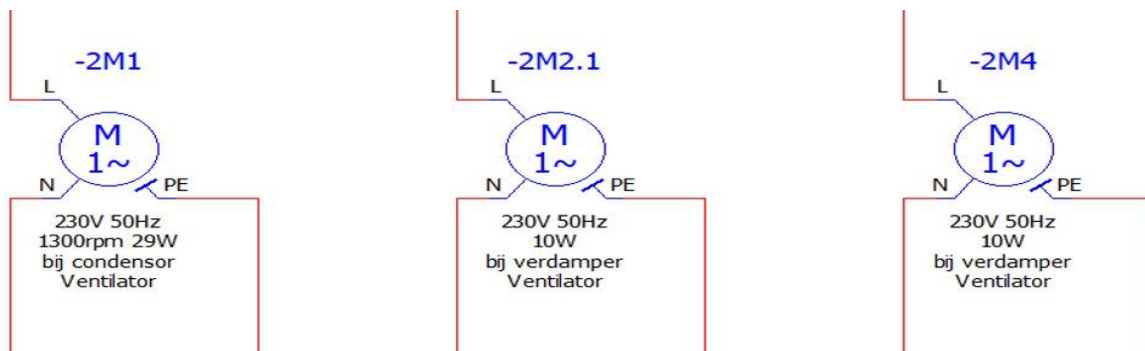 -2M1
L
M
1~
N
PE
230V 50Hz
1300rpm 29W
bij condensor
Ventilator
-2M2.1
L
M
1~
N
PE
230V 50Hz
10W
bij verdamper
Ventilator
-2M4
L
M
1~
N
PE
230V 50Hz
10W
bij verdamper
Ventilator